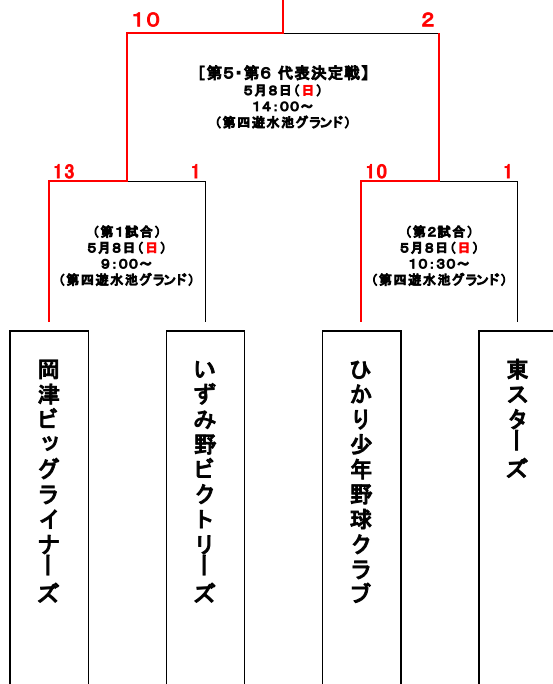 10
2
［第5・第6 代表決定戦】
5月8日（日）
14：00～
（第四遊水池グランド）
13
1
10
1
（第1試合）
5月8日（日）
9：00～
（第四遊水池グランド）
（第2試合）
5月8日（日）
10：30～
（第四遊水池グランド）
岡津ビッグライナーズ
いずみ野ビクトリーズ
ひかり少年野球クラブ
東スターズ